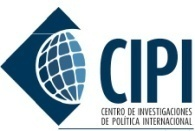 CIPI
CENTRO DE INVESTIGACIONES
DE POLÍTICA INTERNACIONAL